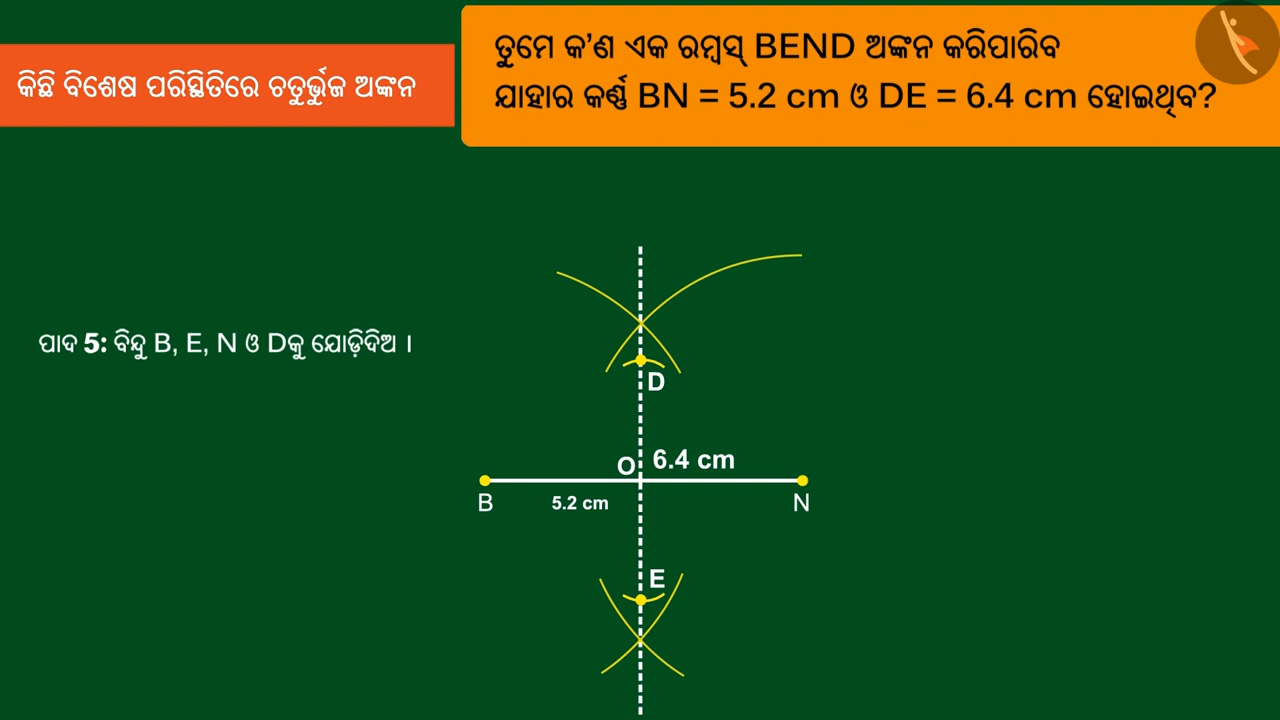 କିଛି ବିଶେଷ ପରିସ୍ଥିତିରେ ଚତୁର୍ଭୁଜ ଅଙ୍କନ
ତୁମେ କ’ଣ ଏକ ରମ୍ବସ୍ BEND ଅଙ୍କନ କରିପାରିବ
ଯାହାର କର୍ଣ୍ଣ BN = 5.2 cm ଓ DE = 6.4 cm ହୋଇଥିବ?
ପାଦ 5: ବିନ୍ଦୁ B, E, N ଓ Dକୁ ଯୋଡ଼ିଦିଅ ।
D
O 6.4 cm
B 5.2 cm N
E